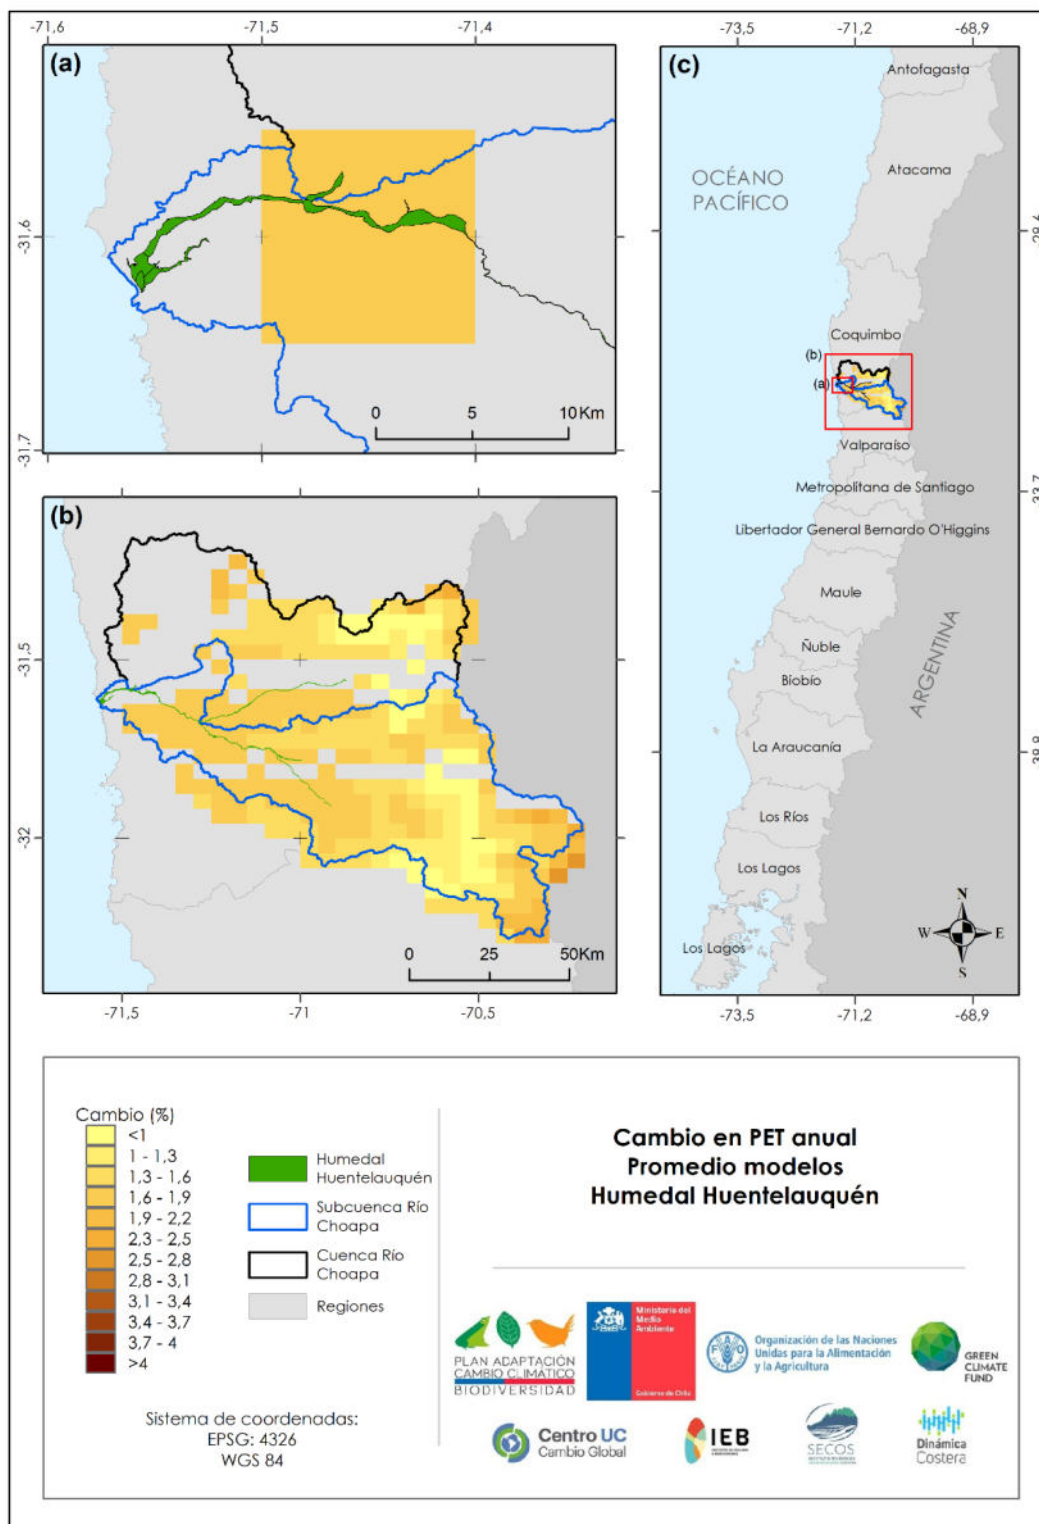 -71,6
-71,5
-71,4
(a)
-31,6
-31,7
0
5
10 Km
(b)
-31,5
-32
0
25
50 Km
-71,5
-71
-70,5
-73,5
-71,2
-68,9
(c)
Antofagasta
OCÉANO
PACÍFICO
Atacama
Coquimbo
(b)
(a)
Valparaíso
Metropolitana de Santiago
Libertador General Bernardo O'Higgins
Maule
Ñuble
Bíobío
ARGENTINA
La Araucanía
Los Ríos
Los Lagos
Los Lagos
N
W
E
S
-73,5
-71,2
-68,9
Cambio (%)
<1
1 - 1,3
1,3 - 1,6
1,6 - 1,9
1,9 - 2,2
2,3 - 2,5
2,5 - 2,8
2,8 - 3,1
3,1 - 3,4
3,4 - 3,7
3,7 - 4
>4
Humedal
Huentelauquén
Subcuenca Río
Choapa
Cuenca Río
Choapa
Regiones
Sistema de coordenadas:
EPSG: 4326
WGS 84
Cambio en PET anual
Promedio modelos
Humedal Huentelauquén
PLAN ADAPTACIÓN
CAMBIO CLIMÁTICO
BIODIVERSIDAD
Ministerio del
Medio
Ambiente
Gobierno de Chile
FAO
Organización de las Naciones
Unidas para la Alimentación
y la Agricultura
GREEN
CLIMATE
FUND
Centro UC
Cambio Global
IEB
SECOS
Dinámica
Costera